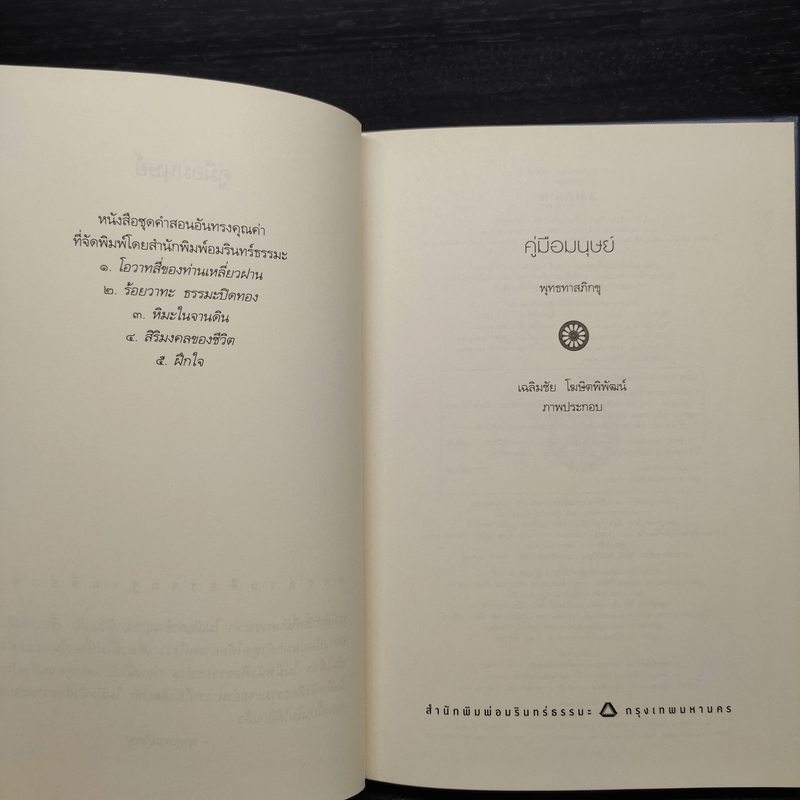 หนังสือชุดคำสอนอันทรงคุณค่า
ที่จัดพิมพ์โดยสำนักพิมพ์อมรินทร์ธรรมะ
๑. โอวาทสี่ของท่านเหลี่ยวฝาน
๒. ร้อยวาทะ ธรรมะปิดทอง
๓. หิมะในจานดิน
๔. สิริมงคลของชีวิต
๕. ฝึกใจ
คู่มือมนุษย์
พุทธทาสภิกขุ
เฉลิมชัย โฆษิตพิพัฒน์
ภาพประกอบ
สำนักพิมพ์อมรินทร์ธรรมะ กรุงเทพมหานคร